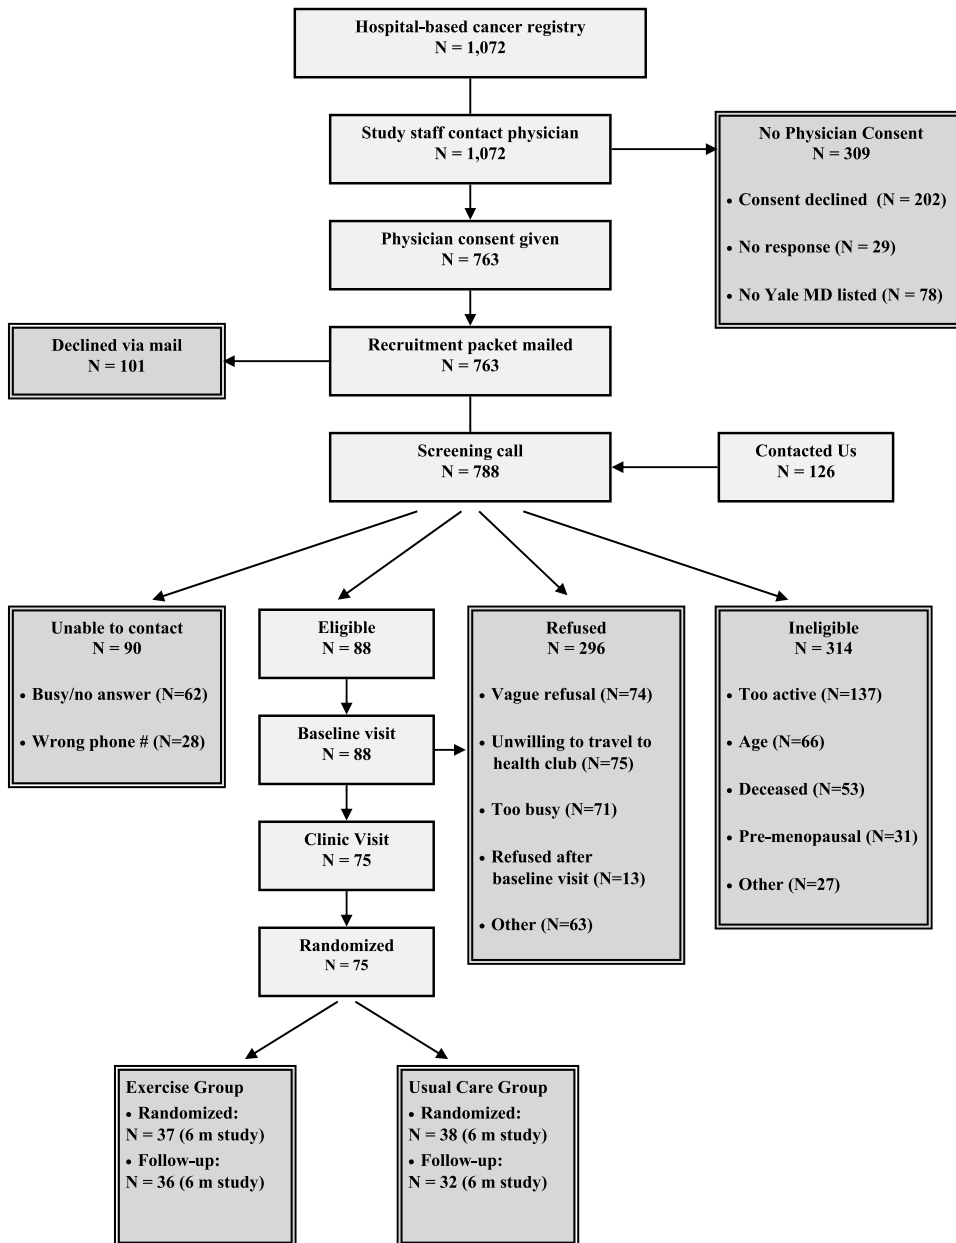 Hospital-based cancer registry
N = 1,072
Study staff contact physician
N = 1,072
No Physician Consent
N = 309
• Consent declined  (N = 202)
• No response (N = 29)
• No Yale MD listed (N = 78)
Physician consent given
N = 763
Declined via mail
N = 101
Recruitment packet mailed
N = 763
Screening call
N = 788
Contacted Us
N = 126
Unable to contact
N = 90
• Busy/no answer (N=62)
• Wrong phone # (N=28)
Eligible
N = 88
Baseline visit
N = 88
Clinic Visit
N = 75
Randomized
N = 75
Refused
N = 296
• Vague refusal (N=74)
• Unwilling to travel to
health club (N=75)
• Too busy (N=71)
• Refused after
baseline visit (N=13)
• Other (N=63)
Ineligible
N = 314
• Too active (N=137)
• Age (N=66)
• Deceased (N=53)
• Pre-menopausal (N=31)
• Other (N=27)
Exercise Group
• Randomized:
N = 37 (6 m study)
• Follow-up:
N = 36 (6 m study)
Usual Care Group
• Randomized:
N = 38 (6 m study)
• Follow-up:
N = 32 (6 m study)